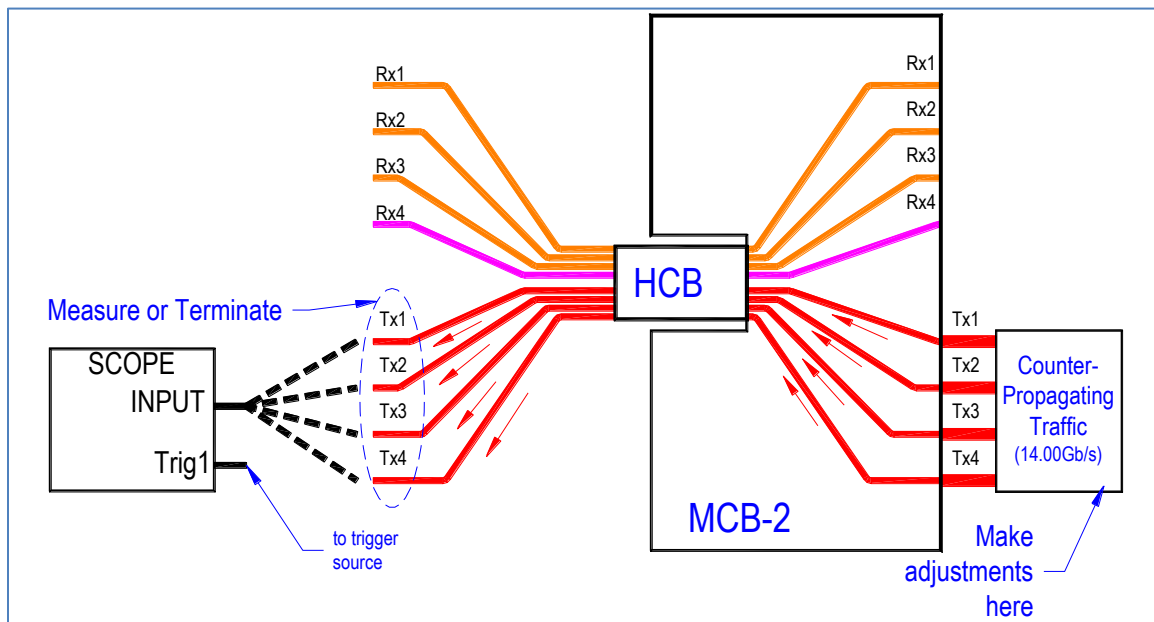 Rx1
Rx2
Rx3
Rx4
Rx1
Rx2
Rx3
Rx4
HCB
Measure or Terminate
SCOPE
INPUT
Trig1
to trigger
source
Tx1
Tx2
Tx3
Tx4
MCB-2
Tx1
Tx2
Tx3
Tx4
Counter-
Propagating
Traffic
(14.00Gb/s)
Make
adjustments
here